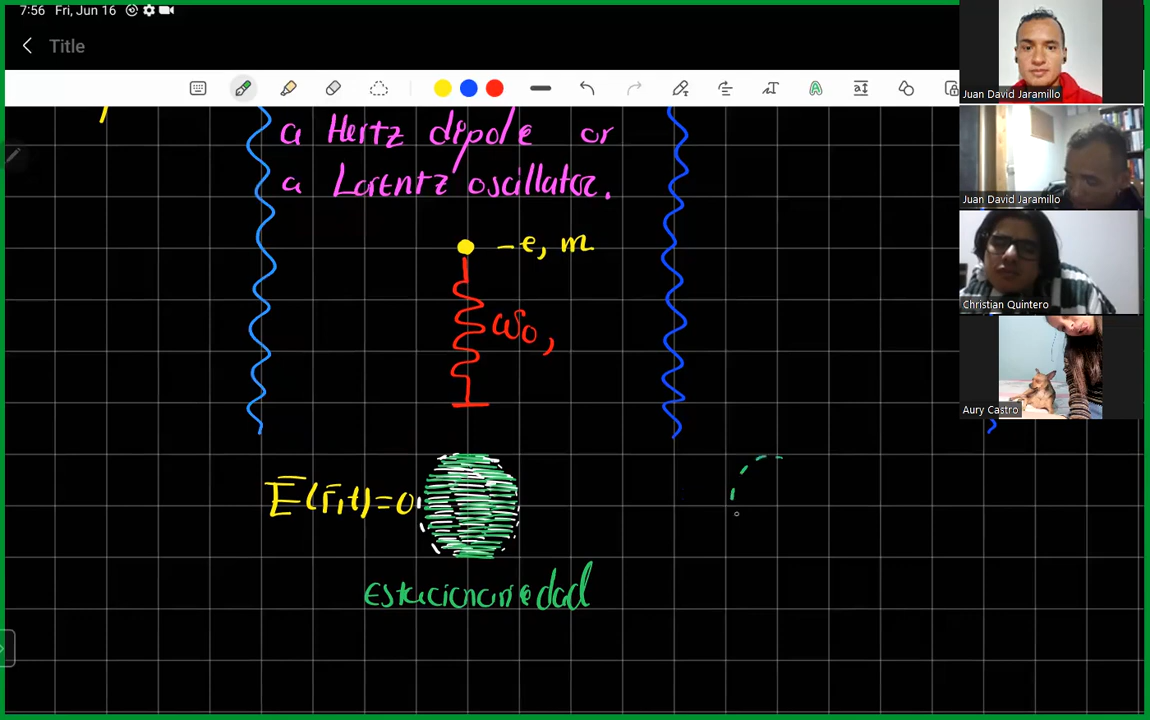 7:56 Fri, Jun 16
Title
a Hertz dipole or
a Lorentz oscillator.
-e, m
ω₀,
E̅(r̅,t)=0
Estacionariedad
Juan David Jaramillo
Juan David Jaramillo
Christian Quintero
Aury Castro